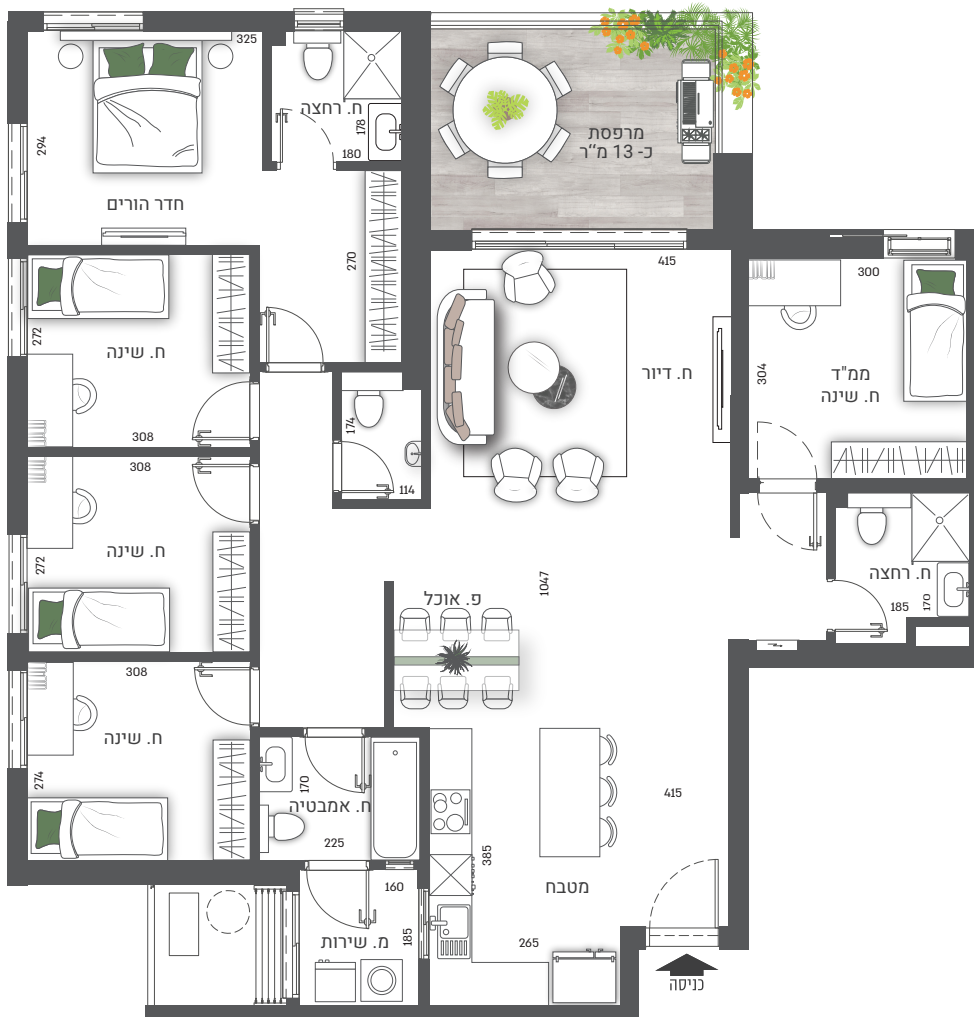 325
ח. רחצה
178
180
294
חדר הורים
מרפסת
כ- 13 מ״ר
270
415
300
272
ח. שינה
308
ח. דיור
304
ממ"ד
ח. שינה
174
114
308
272
ח. שינה
1047
פ. אוכל
ח. רחצה
185
170
308
ח. שינה
274
170
ח. אמבטיה
225
385
415
מטבח
160
185
מ. שירות
265
כניסה